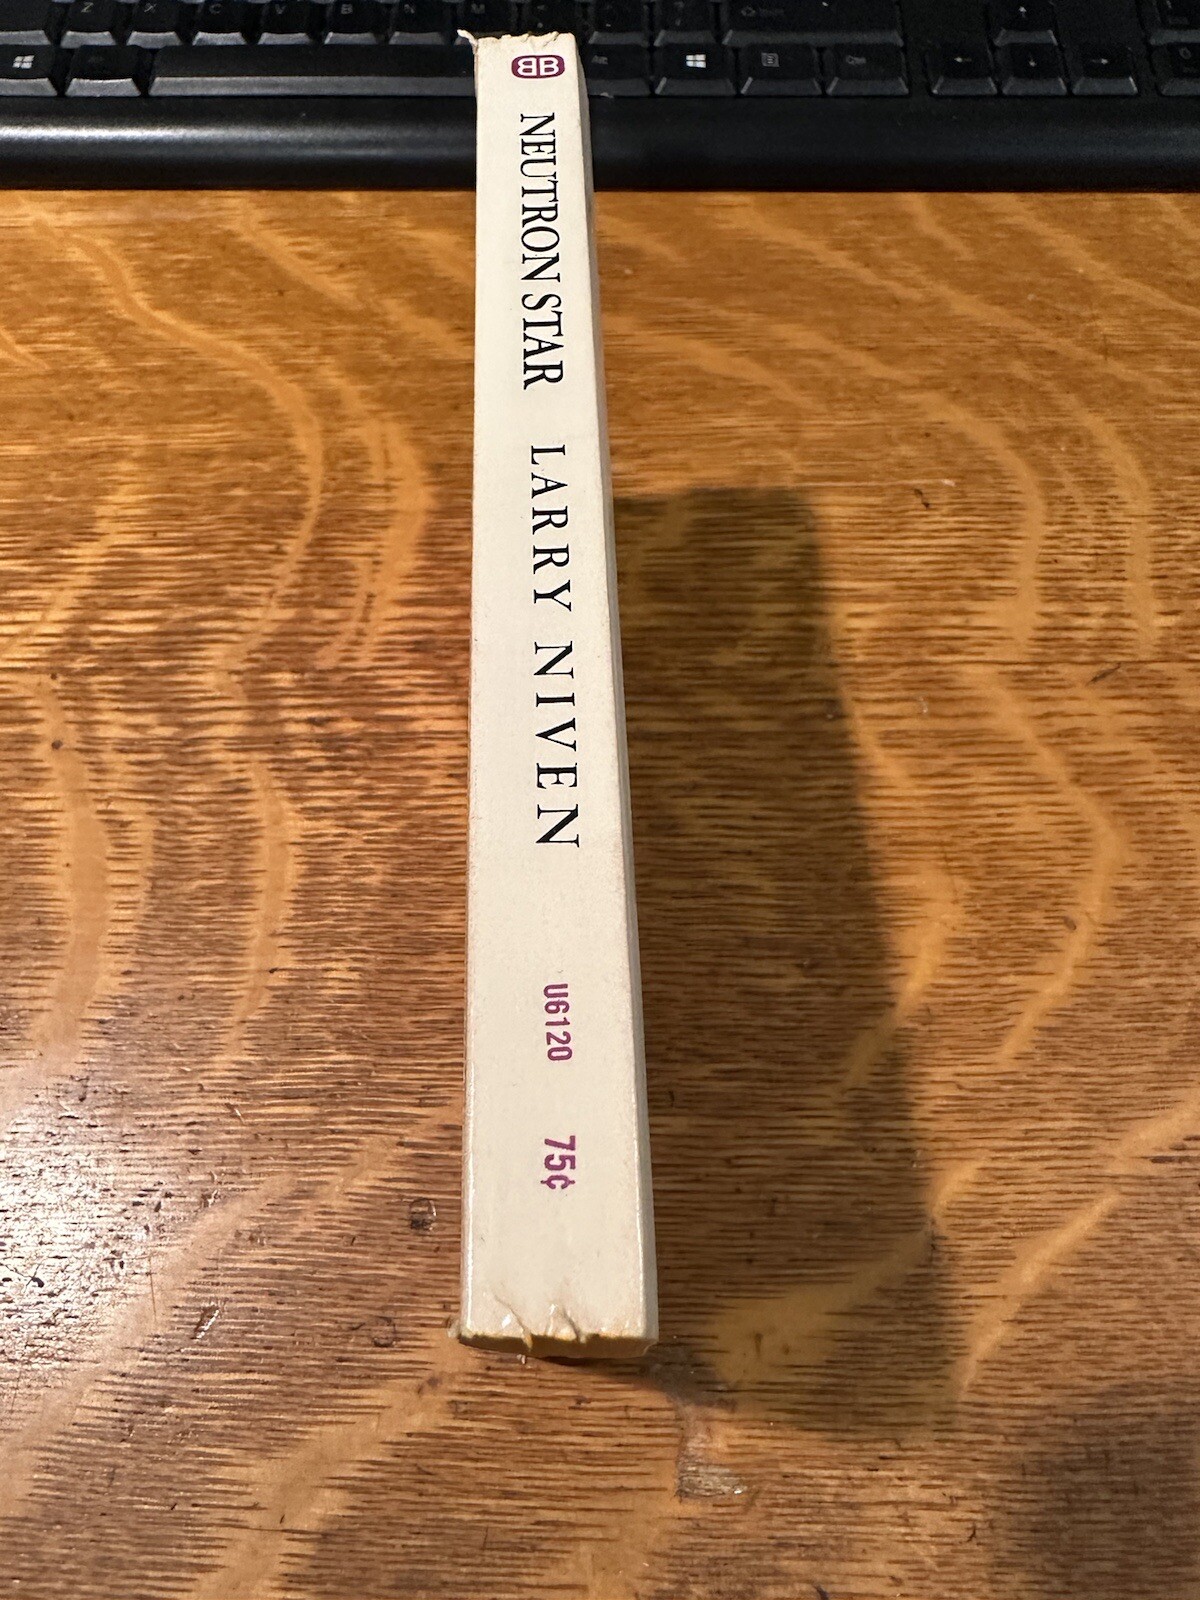 Z X C V B N M
BB
NEUTRON STAR LARRY NIVEN U6120 75¢